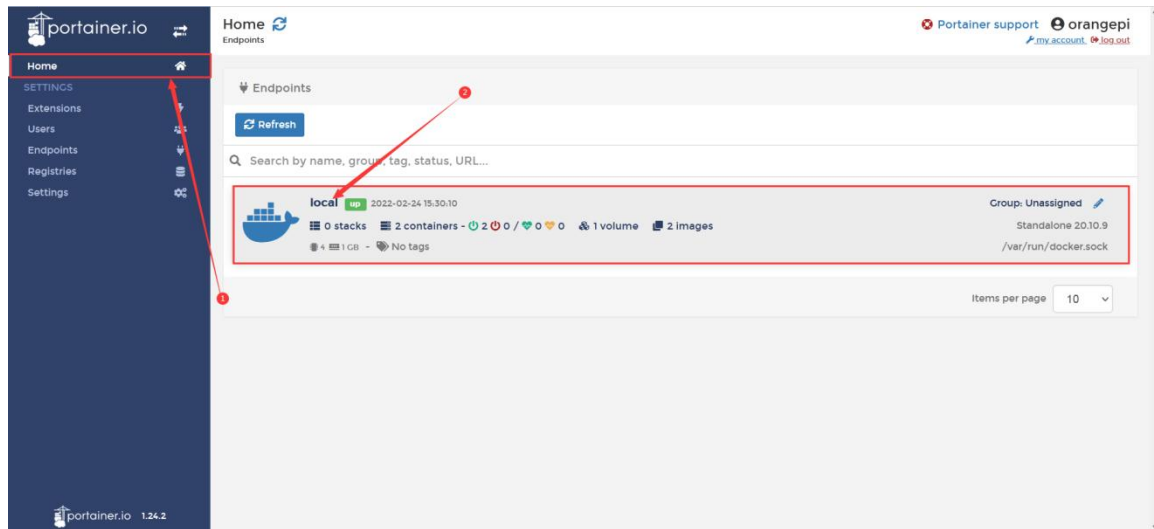 portainer.io
Home
SETTINGS
Extensions
Users
Endpoints
Registries
Settings
portainer.io 1.24.2
Home
Endpoints
Portainer support orangepi
my account log out
Endpoints
Refresh
Search by name, group, tag, status, URL...
2
local up 2022-02-24 15:30:10 Group: Unassigned
0 stacks 2 containers - 2 0 / 0 0 1 volume 2 images Standalone 20.10.9
4 1 GB - No tags /var/run/docker.sock
1
Items per page 10